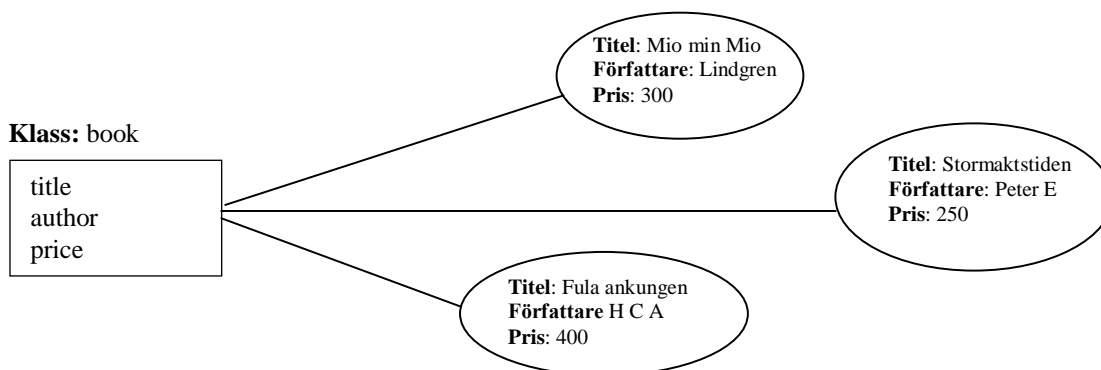 Titel: Mio min Mio
Författare: Lindgren
Pris: 300
Klass: book
title
author
price
Titel: Stormaktstiden
Författare: Peter E
Pris: 250
Titel: Fula ankungen
Författare H C A
Pris: 400